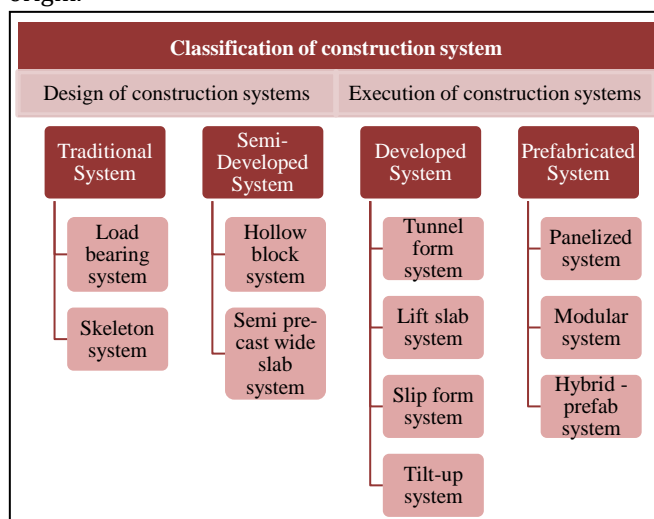 Classification of construction system
Design of construction systems
Execution of construction systems
Traditional
System
Semi-
Developed
System
Developed
System
Prefabricated
System
Load
bearing
system
Skeleton
system
Hollow
block
system
Semi pre-
cast wide
slab
system
Tunnel
form
system
Lift slab
system
Slip form
system
Tilt-up
system
Panelized
system
Modular
system
Hybrid -
prefab
system